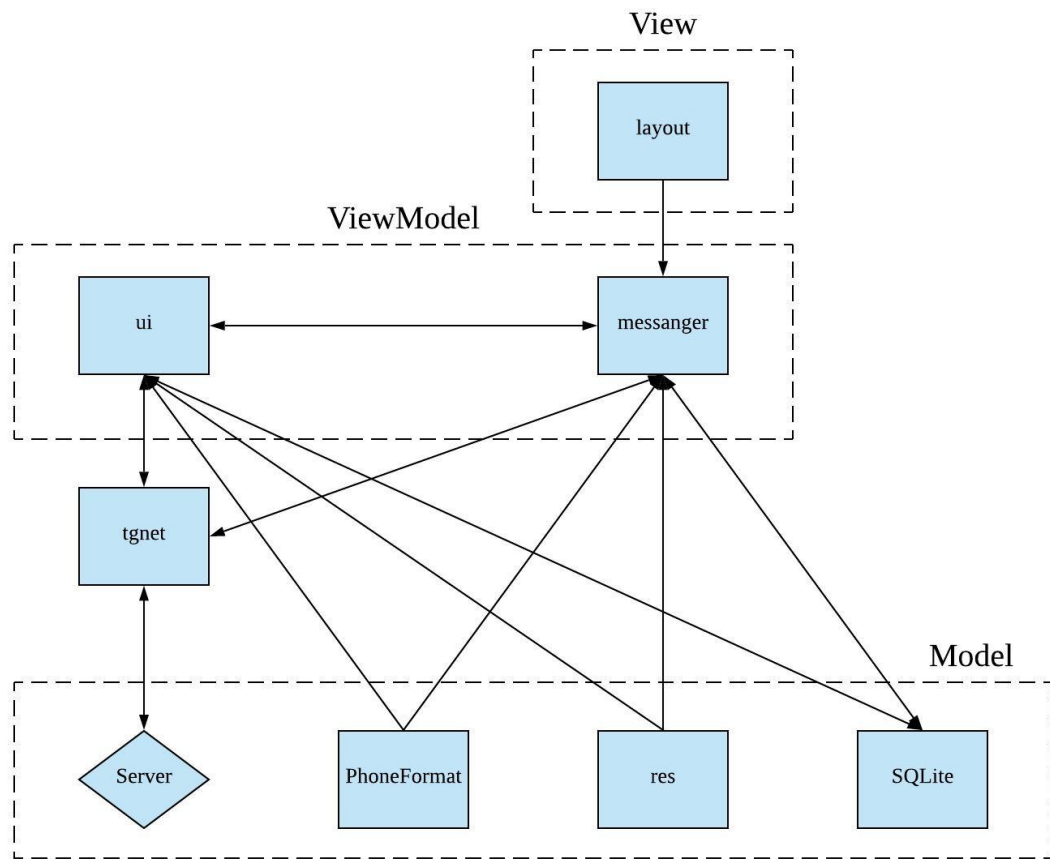 View
layout
ViewModel
ui
messanger
tgnet
Model
Server
PhoneFormat
res
SQLite